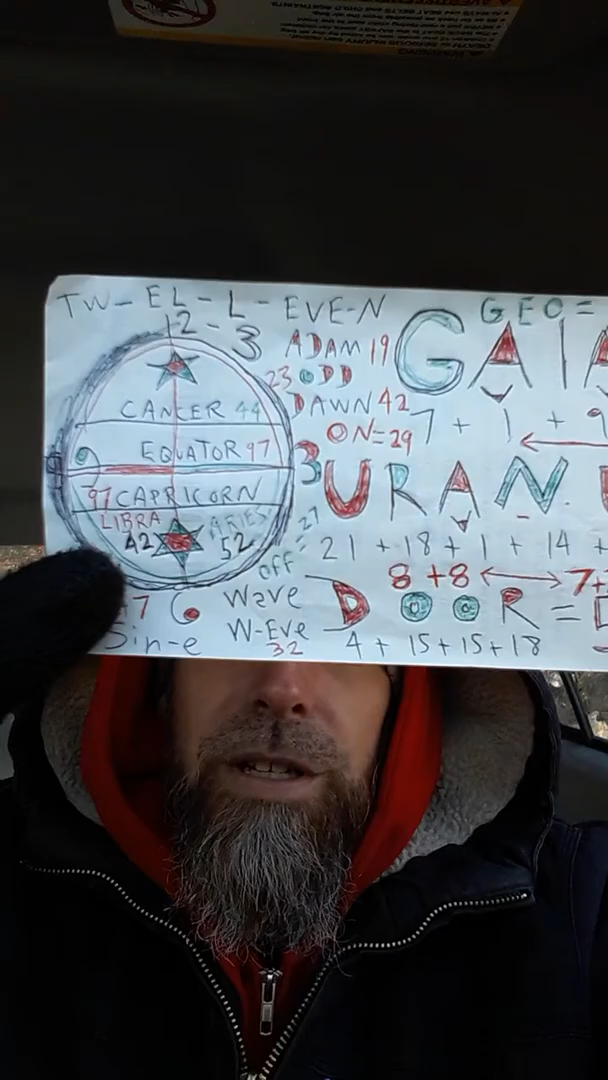 WARNING
TW-EL-L-EVE-N
GEO=
12-3
ADAM 19
GAIA
23 ODD
CANCER 44
DAWN 42
7 + 1 + 9
ON=29
9
EQUATOR 97
3
URAN
97 CAPRICORN
LIBRA
ARIES
42
52
OFF = 27
21 + 18 + 1 + 14 +
8+8
7+
Wave
DOOR =
Sin-e
W-Eve
32
4 + 15+15+18